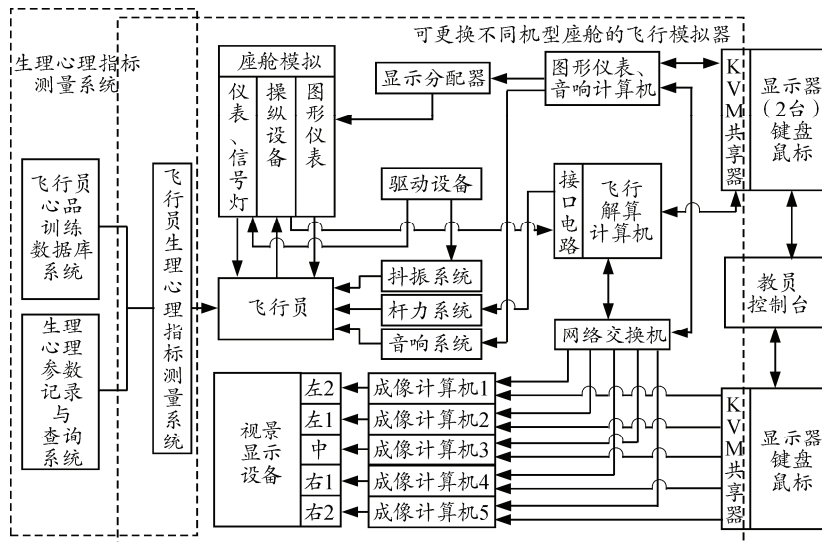 可更换不同机型座舱的飞行模拟器
生理心理指标
测量系统
飞行员
心品
训练
数据库
系统
生理
心理
参数
记录
与
查询
系统
飞行员生理心理指标测量系统
座舱模拟
仪表、信号灯
操纵设备
图形仪表
显示分配器
图形仪表、
音响计算机
KVM共享器
显示器
(2台)
键盘
鼠标
驱动设备
接口电路
飞行
解算
计算机
飞行员
抖振系统
杆力系统
音响系统
网络交换机
教员
控制台
视景
显示
设备
左2
左1
中
右1
右2
成像计算机1
成像计算机2
成像计算机3
成像计算机4
成像计算机5
KVM共享器
显示器
键盘
鼠标